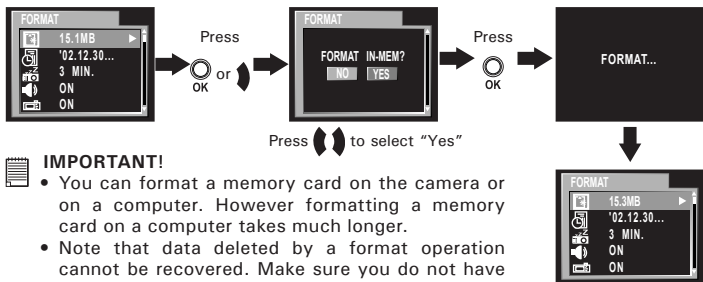 FORMAT
15.1MB
'02.12.30...
3 MIN.
ON
ON
Press
OK
or
FORMAT
FORMAT IN-MEM?
NO YES
Press
OK
FORMAT...
Press to select “Yes”
FORMAT
15.3MB
'02.12.30...
3 MIN.
ON
ON
IMPORTANT!
• You can format a memory card on the camera or
on a computer. However formatting a memory
card on a computer takes much longer.
• Note that data deleted by a format operation
cannot be recovered. Make sure you do not have